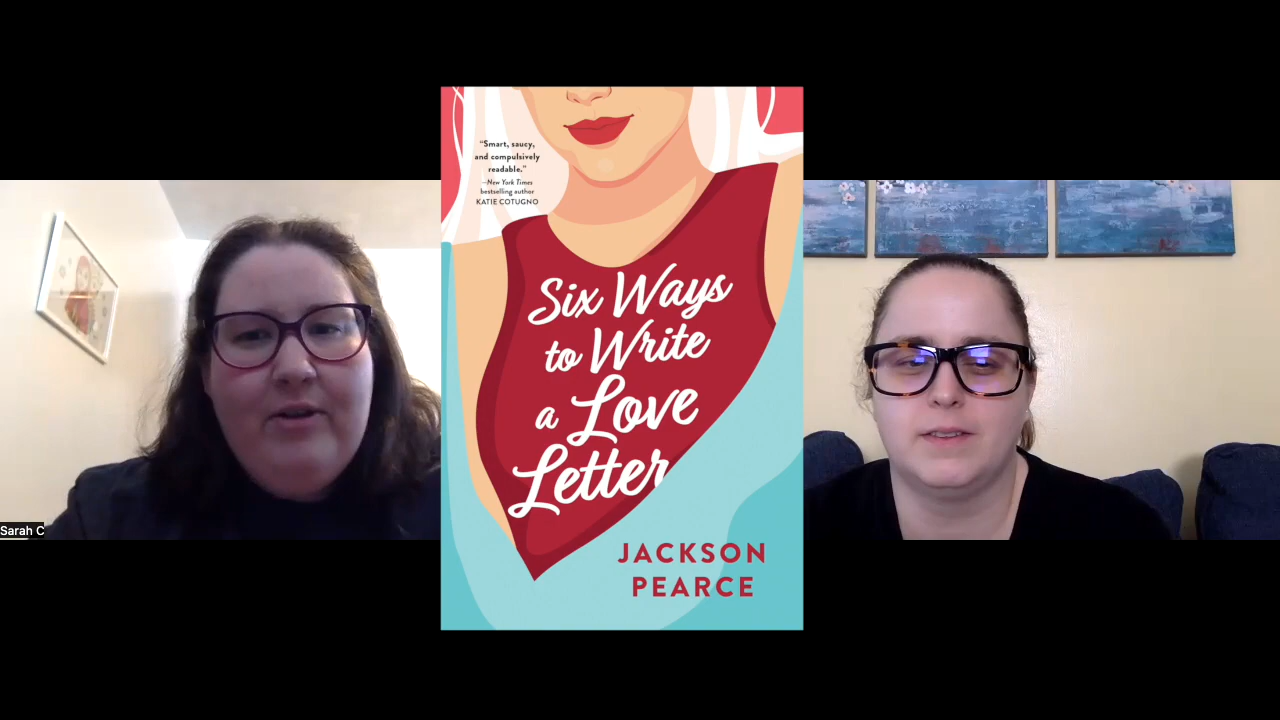 “Smart, saucy,
and compulsively
readable.”
—New York Times
bestselling author
KATIE COTUGNO
Six Ways
to Write
a Love
Letter
JACKSON
PEARCE
Sarah C